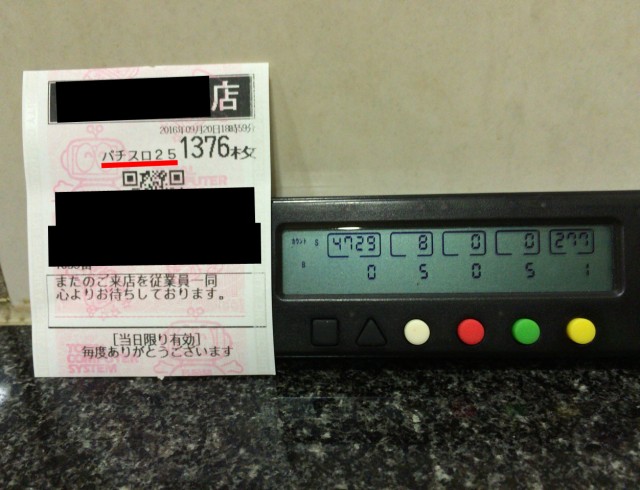 店
2016年09月20日18時59分
パチスロ25 1376枚
またのご来店を従業員一同
心よりお待ちしております。
[当日限り有効]
毎度ありがとうございます
カウント S 4729 8 0 0 277
B 0 5 0 5 1